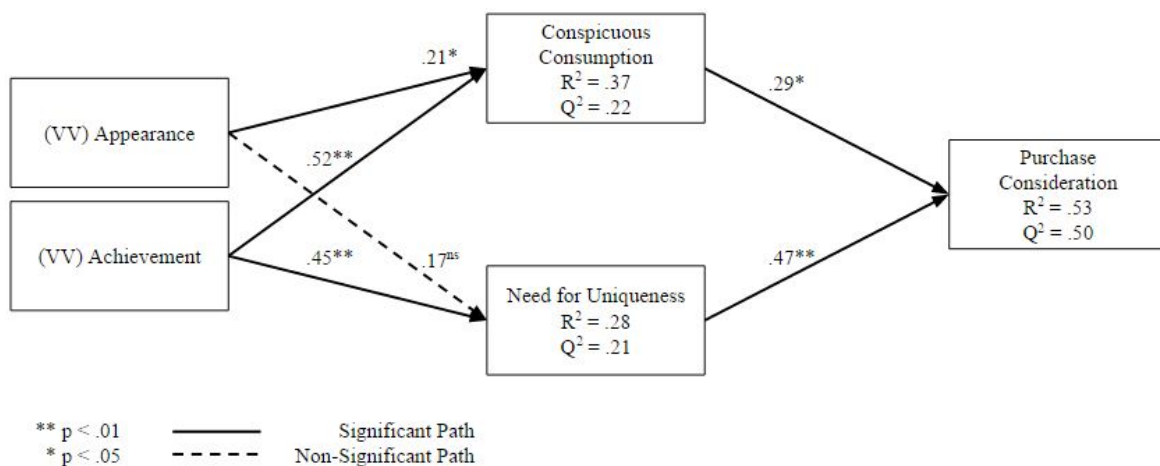 Conspicuous
Consumption
R² = .37
Q² = .22
.21*
.29*
(VV) Appearance
.52**
Purchase
Consideration
R² = .53
Q² = .50
(VV) Achievement
.45**
.17ⁿˢ
.47**
Need for Uniqueness
R² = .28
Q² = .21
** p < .01
Significant Path
* p < .05
Non-Significant Path